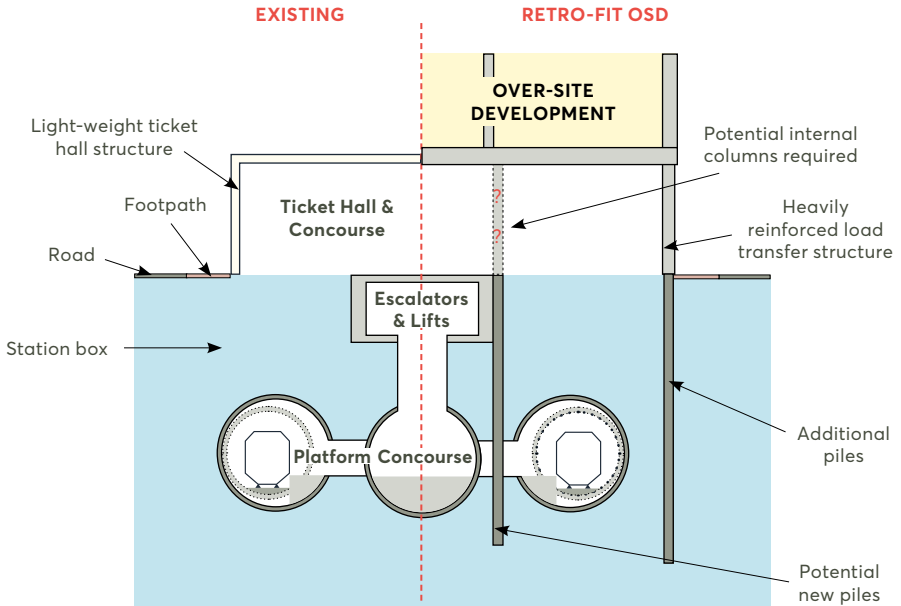 EXISTING
RETRO-FIT OSD
OVER-SITE
DEVELOPMENT
Light-weight ticket
hall structure
Potential internal
columns required
Footpath
Ticket Hall &
Concourse
?
?
Heavily
reinforced load
transfer structure
Road
Escalators
& Lifts
Station box
Platform Concourse
Additional
piles
Potential
new piles